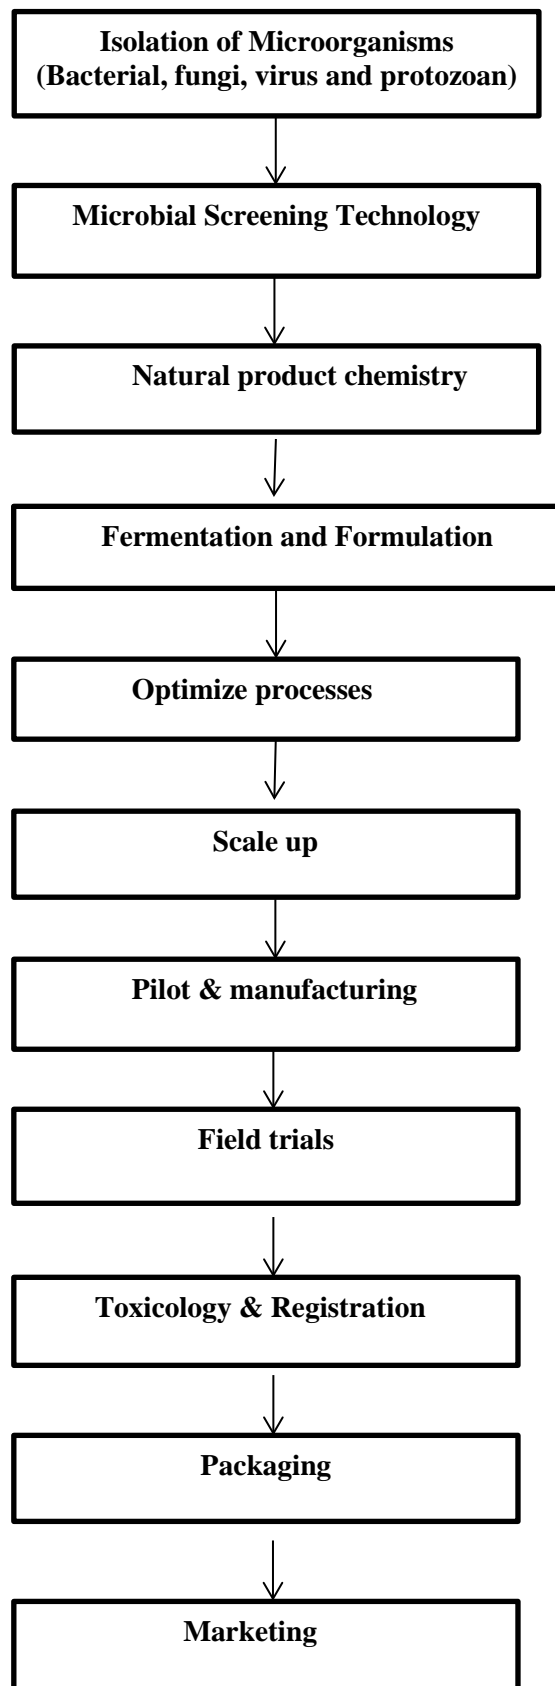 Isolation of Microorganisms
(Bacterial, fungi, virus and protozoan)
Microbial Screening Technology
Natural product chemistry
Fermentation and Formulation
Optimize processes
Scale up
Pilot & manufacturing
Field trials
Toxicology & Registration
Packaging
Marketing